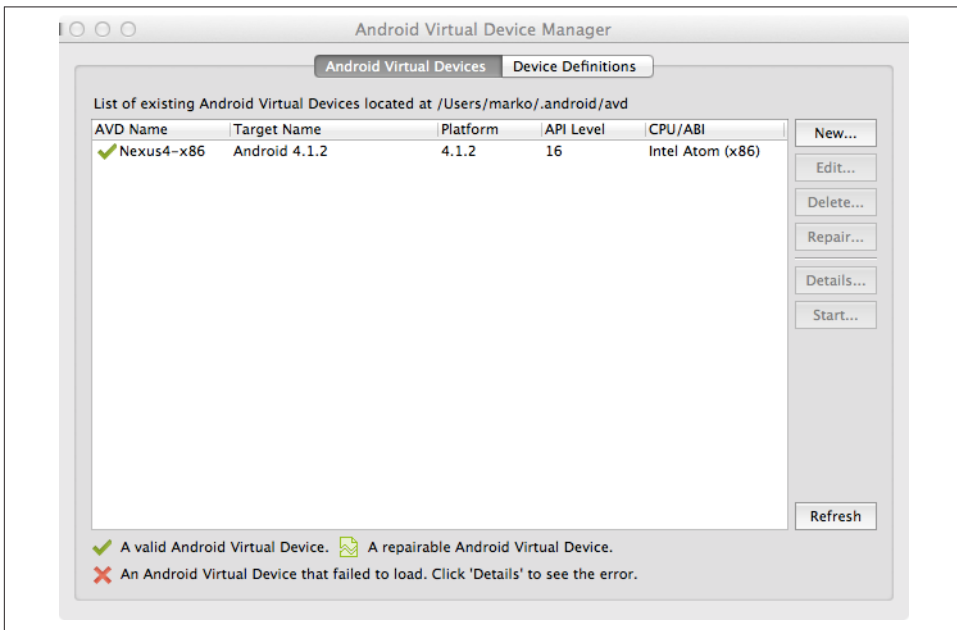 Android Virtual Device Manager
Android Virtual Devices Device Definitions
List of existing Android Virtual Devices located at /Users/marko/.android/avd
AVD Name Target Name Platform API Level CPU/ABI
Nexus4-x86 Android 4.1.2 4.1.2 16 Intel Atom (x86)
New...
Edit...
Delete...
Repair...
Details...
Start...
Refresh
A valid Android Virtual Device. A repairable Android Virtual Device.
An Android Virtual Device that failed to load. Click 'Details' to see the error.